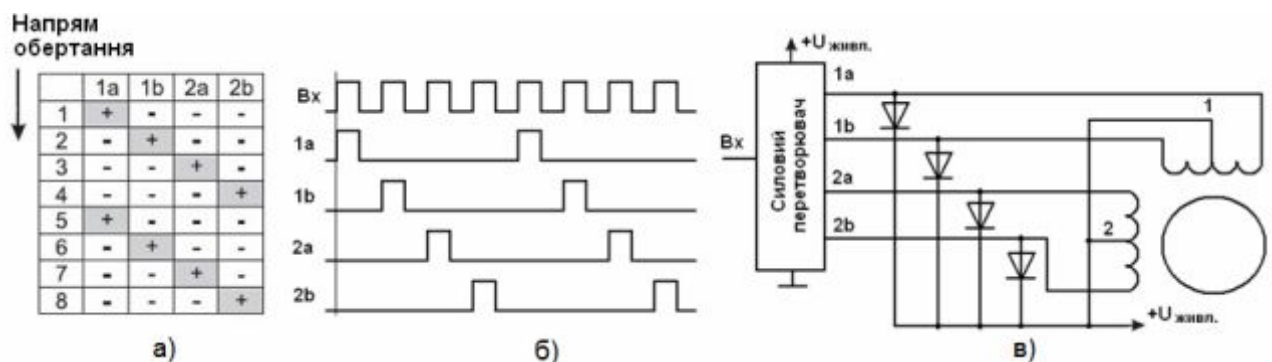 Напрям
обертання
1a 1b 2a 2b
1 + - - -
2 - + - -
3 - - + -
4 - - - +
5 + - - -
6 - + - -
7 - - + -
8 - - - +
а)
Вх
1a
1b
2a
2b
б)
+U живл.
1a
1b
2a
2b
Вх
Силовий
перетворювач
1
2
+U живл.
в)